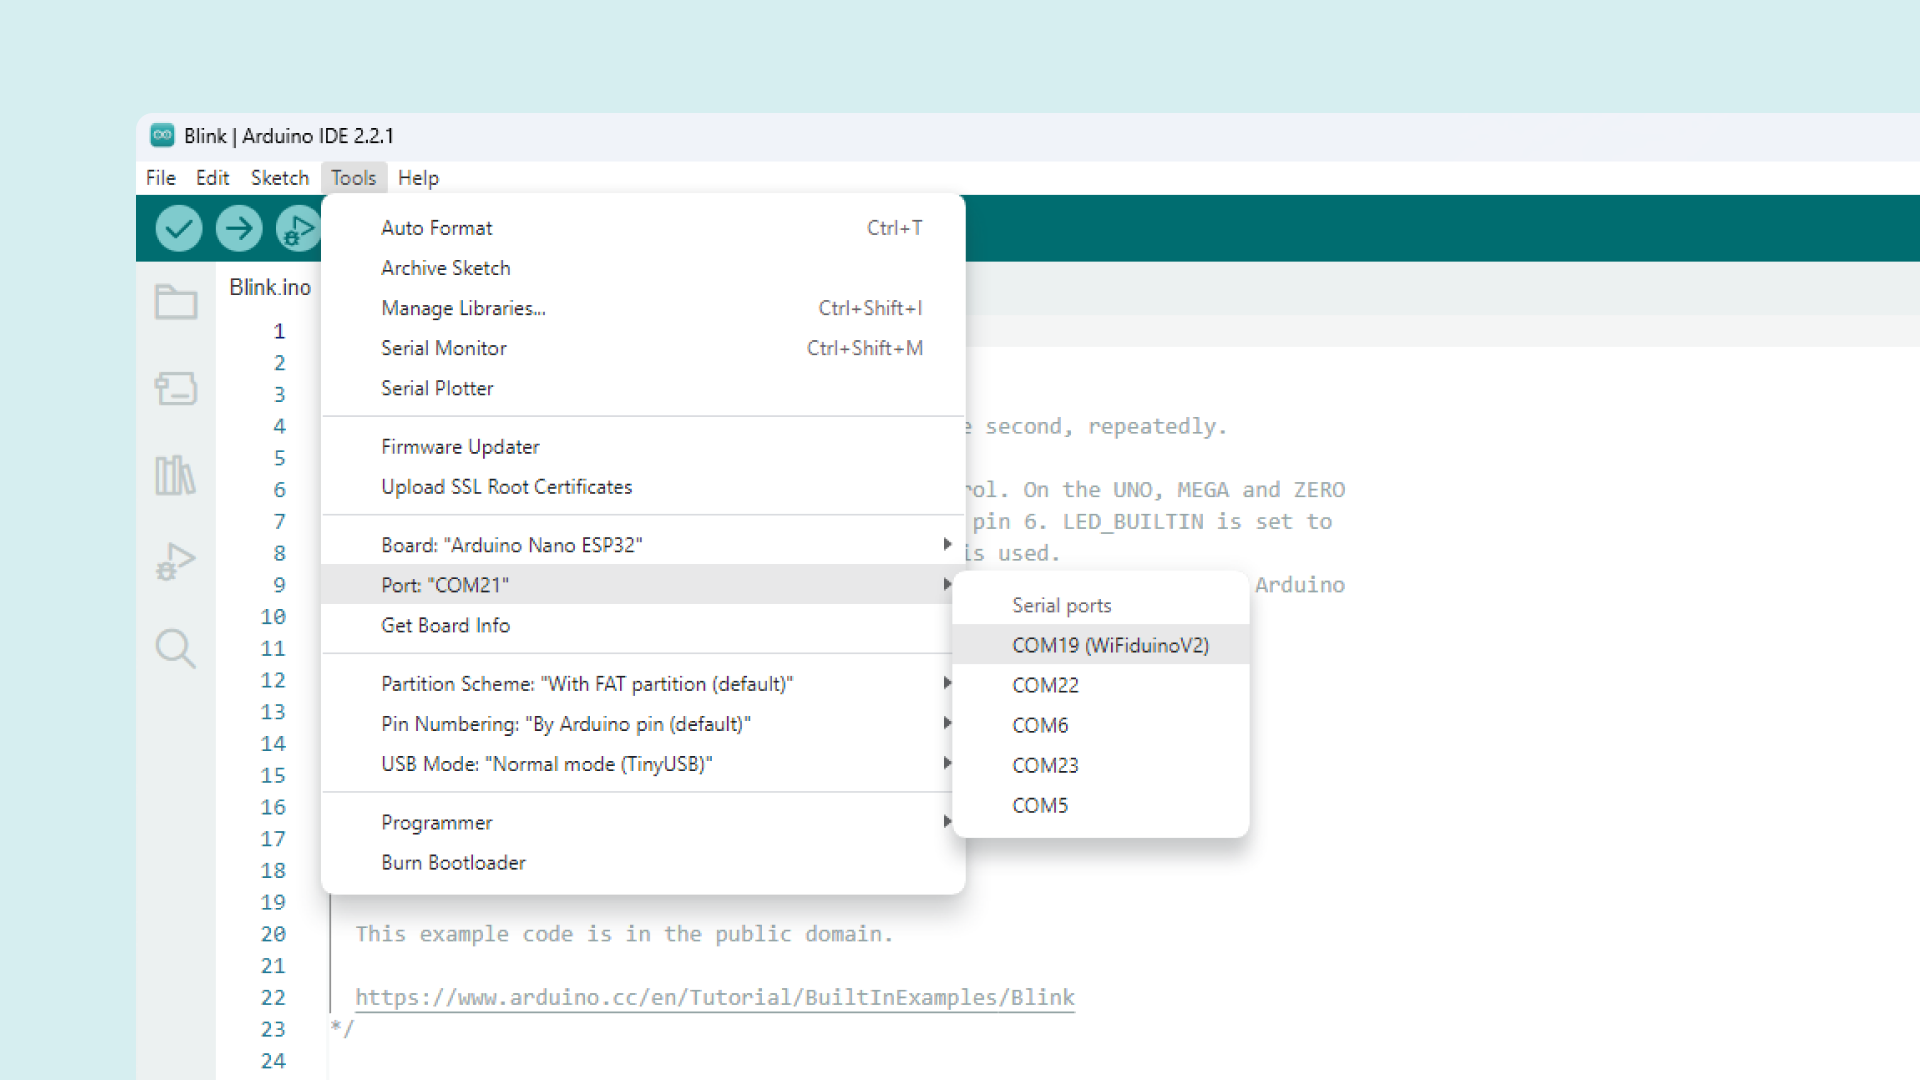 Blink | Arduino IDE 2.2.1
File Edit Sketch Tools Help
Auto Format Ctrl+T
Archive Sketch
Manage Libraries... Ctrl+Shift+I
Serial Monitor Ctrl+Shift+M
Serial Plotter
Firmware Updater
Upload SSL Root Certificates
Board: "Arduino Nano ESP32"
Port: "COM21"
Get Board Info
Partition Scheme: "With FAT partition (default)"
Pin Numbering: "By Arduino pin (default)"
USB Mode: "Normal mode (TinyUSB)"
Programmer
Burn Bootloader
Serial ports
COM19 (WiFiduinoV2)
COM22
COM6
COM23
COM5
Blink.ino
1
2
3
4 second, repeatedly.
5
6 On the UNO, MEGA and ZERO
7 pin 6. LED_BUILTIN is set to
8 is used.
9 Arduino
10
11
12
13
14
15
16
17
18
19
20 This example code is in the public domain.
21
22 https://www.arduino.cc/en/Tutorial/BuiltInExamples/Blink
23 */
24